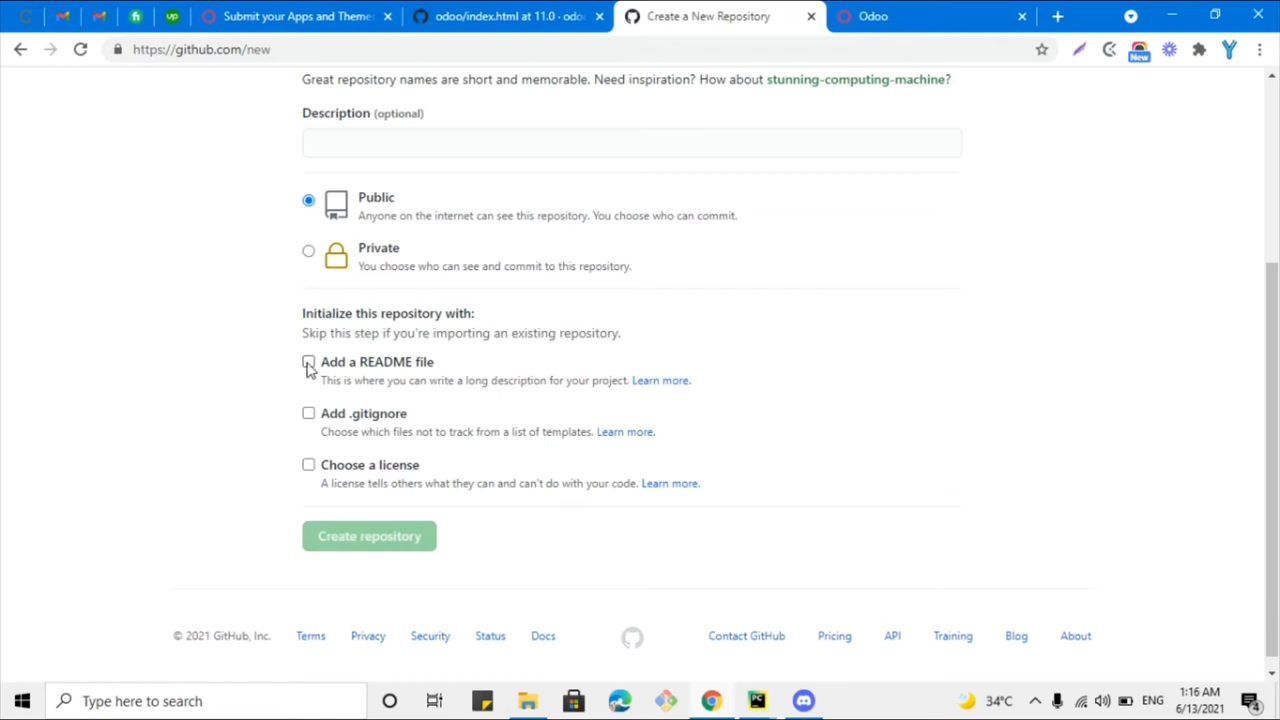 Submit your Apps and Theme
odoo/index.html at 11.0 · odoo
Create a New Repository
Odoo
https://github.com/new
New
Great repository names are short and memorable. Need inspiration? How about stunning-computing-machine?
Description (optional)
Public
Anyone on the internet can see this repository. You choose who can commit.
Private
You choose who can see and commit to this repository.
Initialize this repository with:
Skip this step if you're importing an existing repository.
Add a README file
This is where you can write a long description for your project. Learn more.
Add .gitignore
Choose which files not to track from a list of templates. Learn more.
Choose a license
A license tells others what they can and can't do with your code. Learn more.
Create repository
© 2021 GitHub, Inc. Terms Privacy Security Status Docs Contact GitHub Pricing API Training Blog About
Type here to search
34°C
ENG
1:16 AM
6/13/2021
4